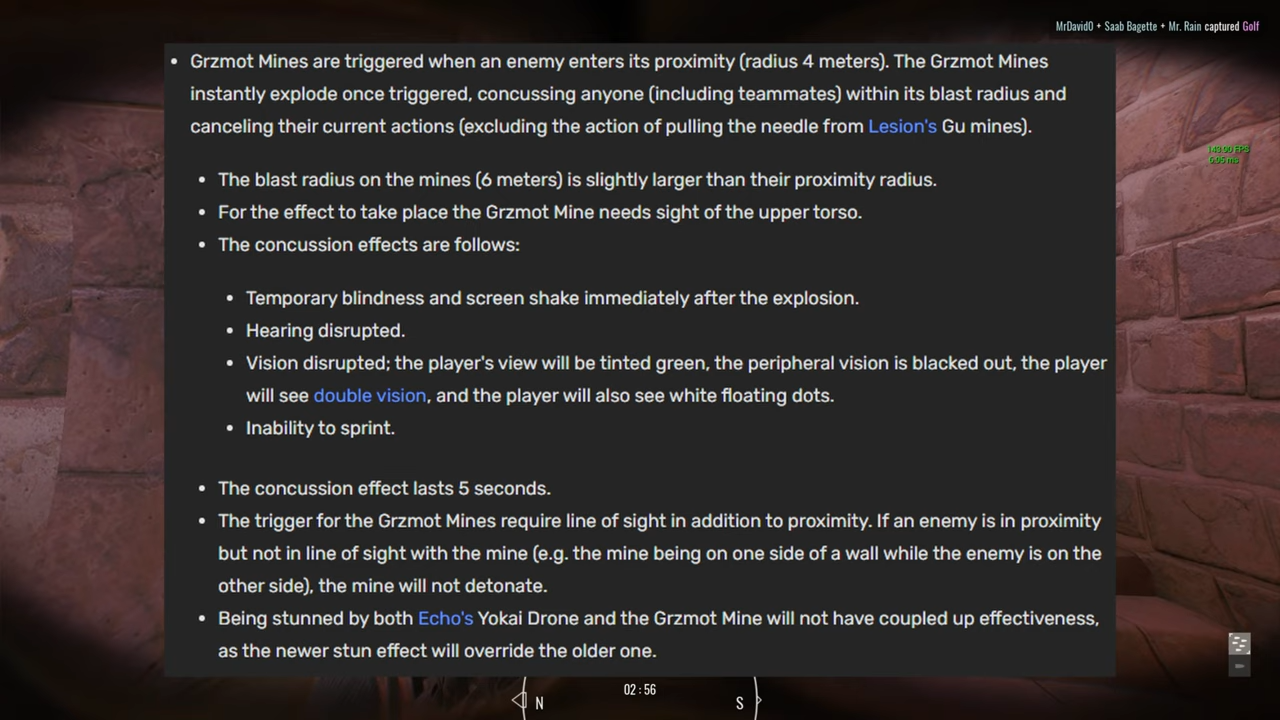 MrDavidO + Saab Bagette + Mr. Rain captured Golf
• Grzmot Mines are triggered when an enemy enters its proximity (radius 4 meters). The Grzmot Mines
instantly explode once triggered, concussing anyone (including teammates) within its blast radius and
canceling their current actions (excluding the action of pulling the needle from Lesion's Gu mines).
• The blast radius on the mines (6 meters) is slightly larger than their proximity radius.
• For the effect to take place the Grzmot Mine needs sight of the upper torso.
• The concussion effects are follows:
• Temporary blindness and screen shake immediately after the explosion.
• Hearing disrupted.
• Vision disrupted; the player's view will be tinted green, the peripheral vision is blacked out, the player
will see double vision, and the player will also see white floating dots.
• Inability to sprint.
• The concussion effect lasts 5 seconds.
• The trigger for the Grzmot Mines require line of sight in addition to proximity. If an enemy is in proximity
but not in line of sight with the mine (e.g. the mine being on one side of a wall while the enemy is on the
other side), the mine will not detonate.
• Being stunned by both Echo's Yokai Drone and the Grzmot Mine will not have coupled up effectiveness,
as the newer stun effect will override the older one.
02:56
N S